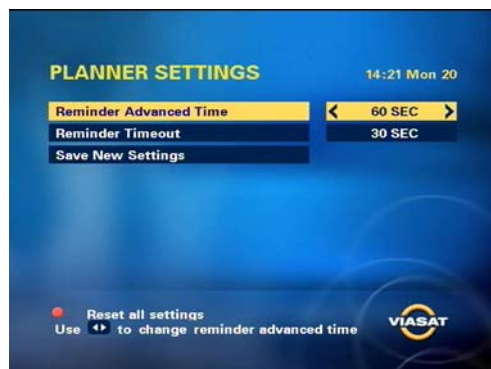 PLANNER SETTINGS 14:21 Mon 20
Reminder Advanced Time 60 SEC
Reminder Timeout 30 SEC
Save New Settings
Reset all settings
Use to change reminder advanced time
VIASAT